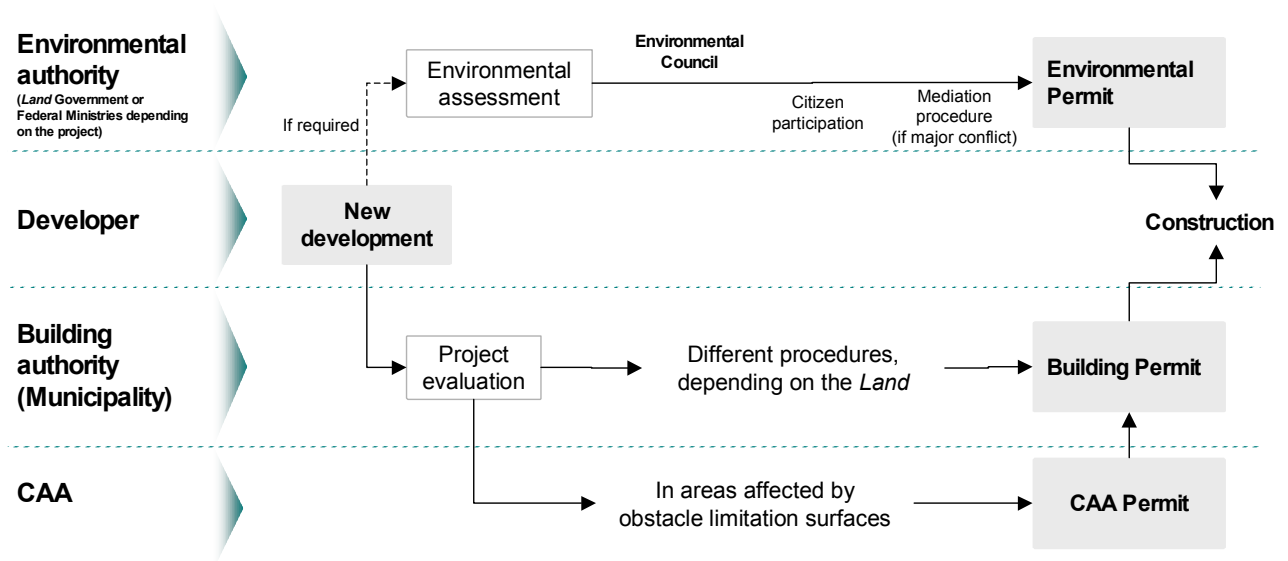 Environmental
authority
(Land Government or
Federal Ministries depending
on the project)
If required
Environmental
assessment
Environmental
Council
Citizen
participation
Mediation
procedure
(if major conflict)
Environmental
Permit
Developer
New
development
Construction
Building
authority
(Municipality)
Project
evaluation
Different procedures,
depending on the Land
Building Permit
CAA
In areas affected by
obstacle limitation surfaces
CAA Permit